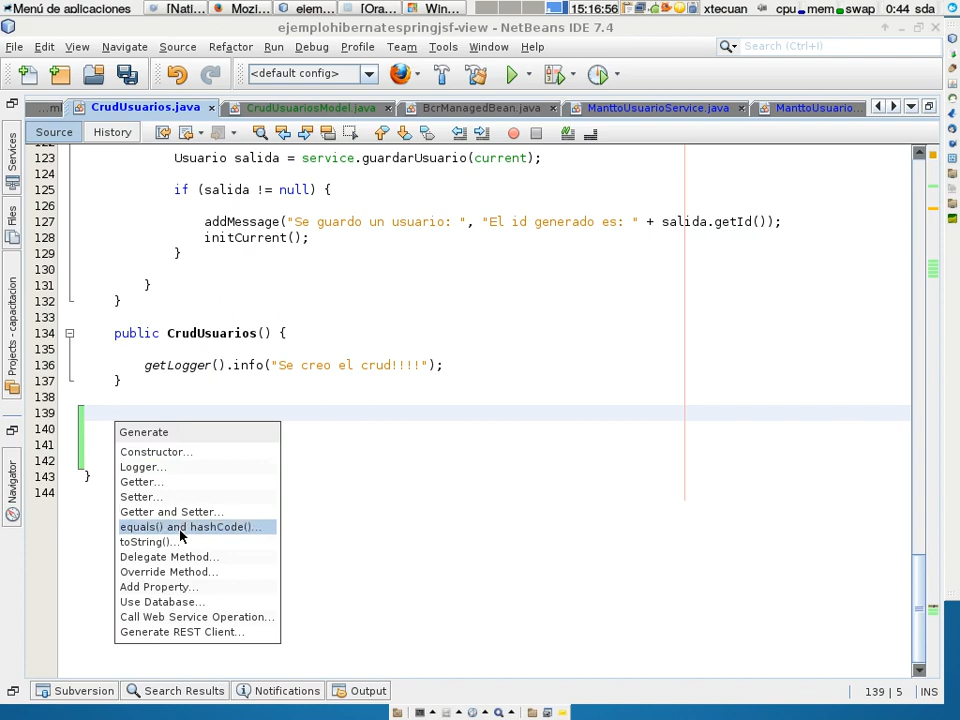 Menú de aplicaciones [Nati... Mozi... elem... [Ora... Win... 15:16:56 xtecuan cpu mem swap 0:44 sda
ejemplohibernatespringjsf-view - NetBeans IDE 7.4
File Edit View Navigate Source Refactor Run Debug Profile Team Tools Window Help Search (Ctrl+I)
<default config>
...m CrudUsuarios.java × CrudUsuariosModel.java × BcrManagedBean.java × ManttoUsuarioService.java × ManttoUsuario...
Source History
Services
Files
Projects - capacitacion
Navigator
122
123 Usuario salida = service.guardarUsuario(current);
124
125 if (salida != null) {
126
127 addMessage("Se guardo un usuario: ", "El id generado es: " + salida.getId());
128 initCurrent();
129 }
130
131 }
132 }
133
134 public CrudUsuarios() {
135
136 getLogger().info("Se creo el crud!!!!");
137 }
138
139
140
141
142
143 }
144
Generate
Constructor...
Logger...
Getter...
Setter...
Getter and Setter...
equals() and hashCode()...
toString()...
Delegate Method...
Override Method...
Add Property...
Use Database...
Call Web Service Operation...
Generate REST Client...
Subversion Search Results Notifications Output 139 | 5 INS